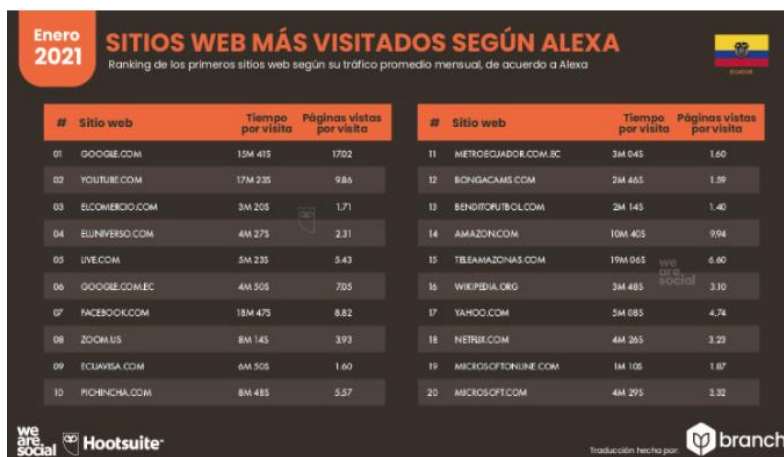 Enero
2021
SITIOS WEB MÁS VISITADOS SEGÚN ALEXA
Ranking de los primeros sitios web según su tráfico promedio mensual, de acuerdo a Alexa
ECUADOR
# Sitio web Tiempo por visita Páginas vistas por visita
01 GOOGLE.COM 15M 41S 17.02
02 YOUTUBE.COM 17M 23S 9.86
03 ELCOMERCIO.COM 3M 20S 1.71
04 ELUNIVERSO.COM 4M 27S 2.31
05 LIVE.COM 5M 23S 5.43
06 GOOGLE.COM.EC 4M 50S 7.05
07 FACEBOOK.COM 18M 47S 8.82
08 ZOOM.US 8M 14S 3.93
09 ECUAVISA.COM 6M 50S 1.60
10 PICHINCHA.COM 8M 48S 5.57
# Sitio web Tiempo por visita Páginas vistas por visita
11 METROECUADOR.COM.EC 3M 04S 1.60
12 BONGACAMS.COM 2M 46S 1.59
13 BENDITOFUTBOL.COM 2M 14S 1.40
14 AMAZON.COM 10M 40S 9.94
15 TELEAMAZONAS.COM 19M 06S 6.60
16 WIKIPEDIA.ORG 3M 48S 3.10
17 YAHOO.COM 5M 08S 4.74
18 NETFLIX.COM 4M 26S 3.23
19 MICROSOFTONLINE.COM 1M 10S 1.87
20 MICROSOFT.COM 4M 29S 3.32
we
are
social
we
are
social
Hootsuite
Traducción hecha por:
branch